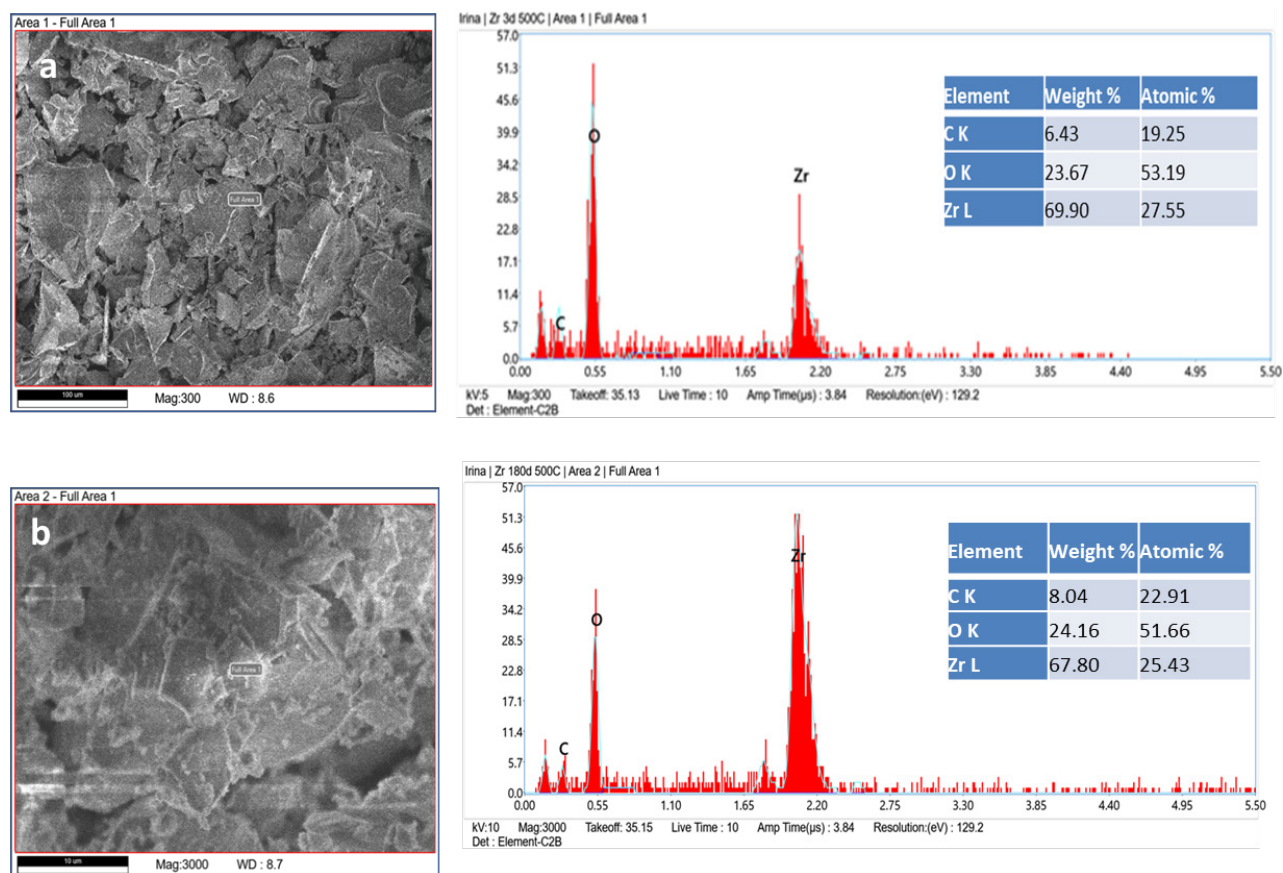 Area 1 - Full Area 1
a
Full Area 1
100 um
Mag:300 WD : 8.6
Irina | Zr 3d 500C | Area 1 | Full Area 1
57.0
51.3
45.6
39.9
34.2
28.5
22.8
17.1
11.4
5.7
0.0
O
Zr
C
0.00 0.55 1.10 1.65 2.20 2.75 3.30 3.85 4.40 4.95 5.50
Element Weight % Atomic %
C K 6.43 19.25
O K 23.67 53.19
Zr L 69.90 27.55
kV:5 Mag:300 Takeoff: 35.13 Live Time : 10 Amp Time(µs) : 3.84 Resolution:(eV) : 129.2
Det : Element-C2B
Area 2 - Full Area 1
b
Full Area 1
10 um
Mag:3000 WD : 8.7
Irina | Zr 180d 500C | Area 2 | Full Area 1
57.0
51.3
45.6
39.9
34.2
28.5
22.8
17.1
11.4
5.7
0.0
Zr
O
C
0.00 0.55 1.10 1.65 2.20 2.75 3.30 3.85 4.40 4.95 5.50
Element Weight % Atomic %
C K 8.04 22.91
O K 24.16 51.66
Zr L 67.80 25.43
kV:10 Mag:3000 Takeoff: 35.15 Live Time : 10 Amp Time(µs) : 3.84 Resolution:(eV) : 129.2
Det : Element-C2B